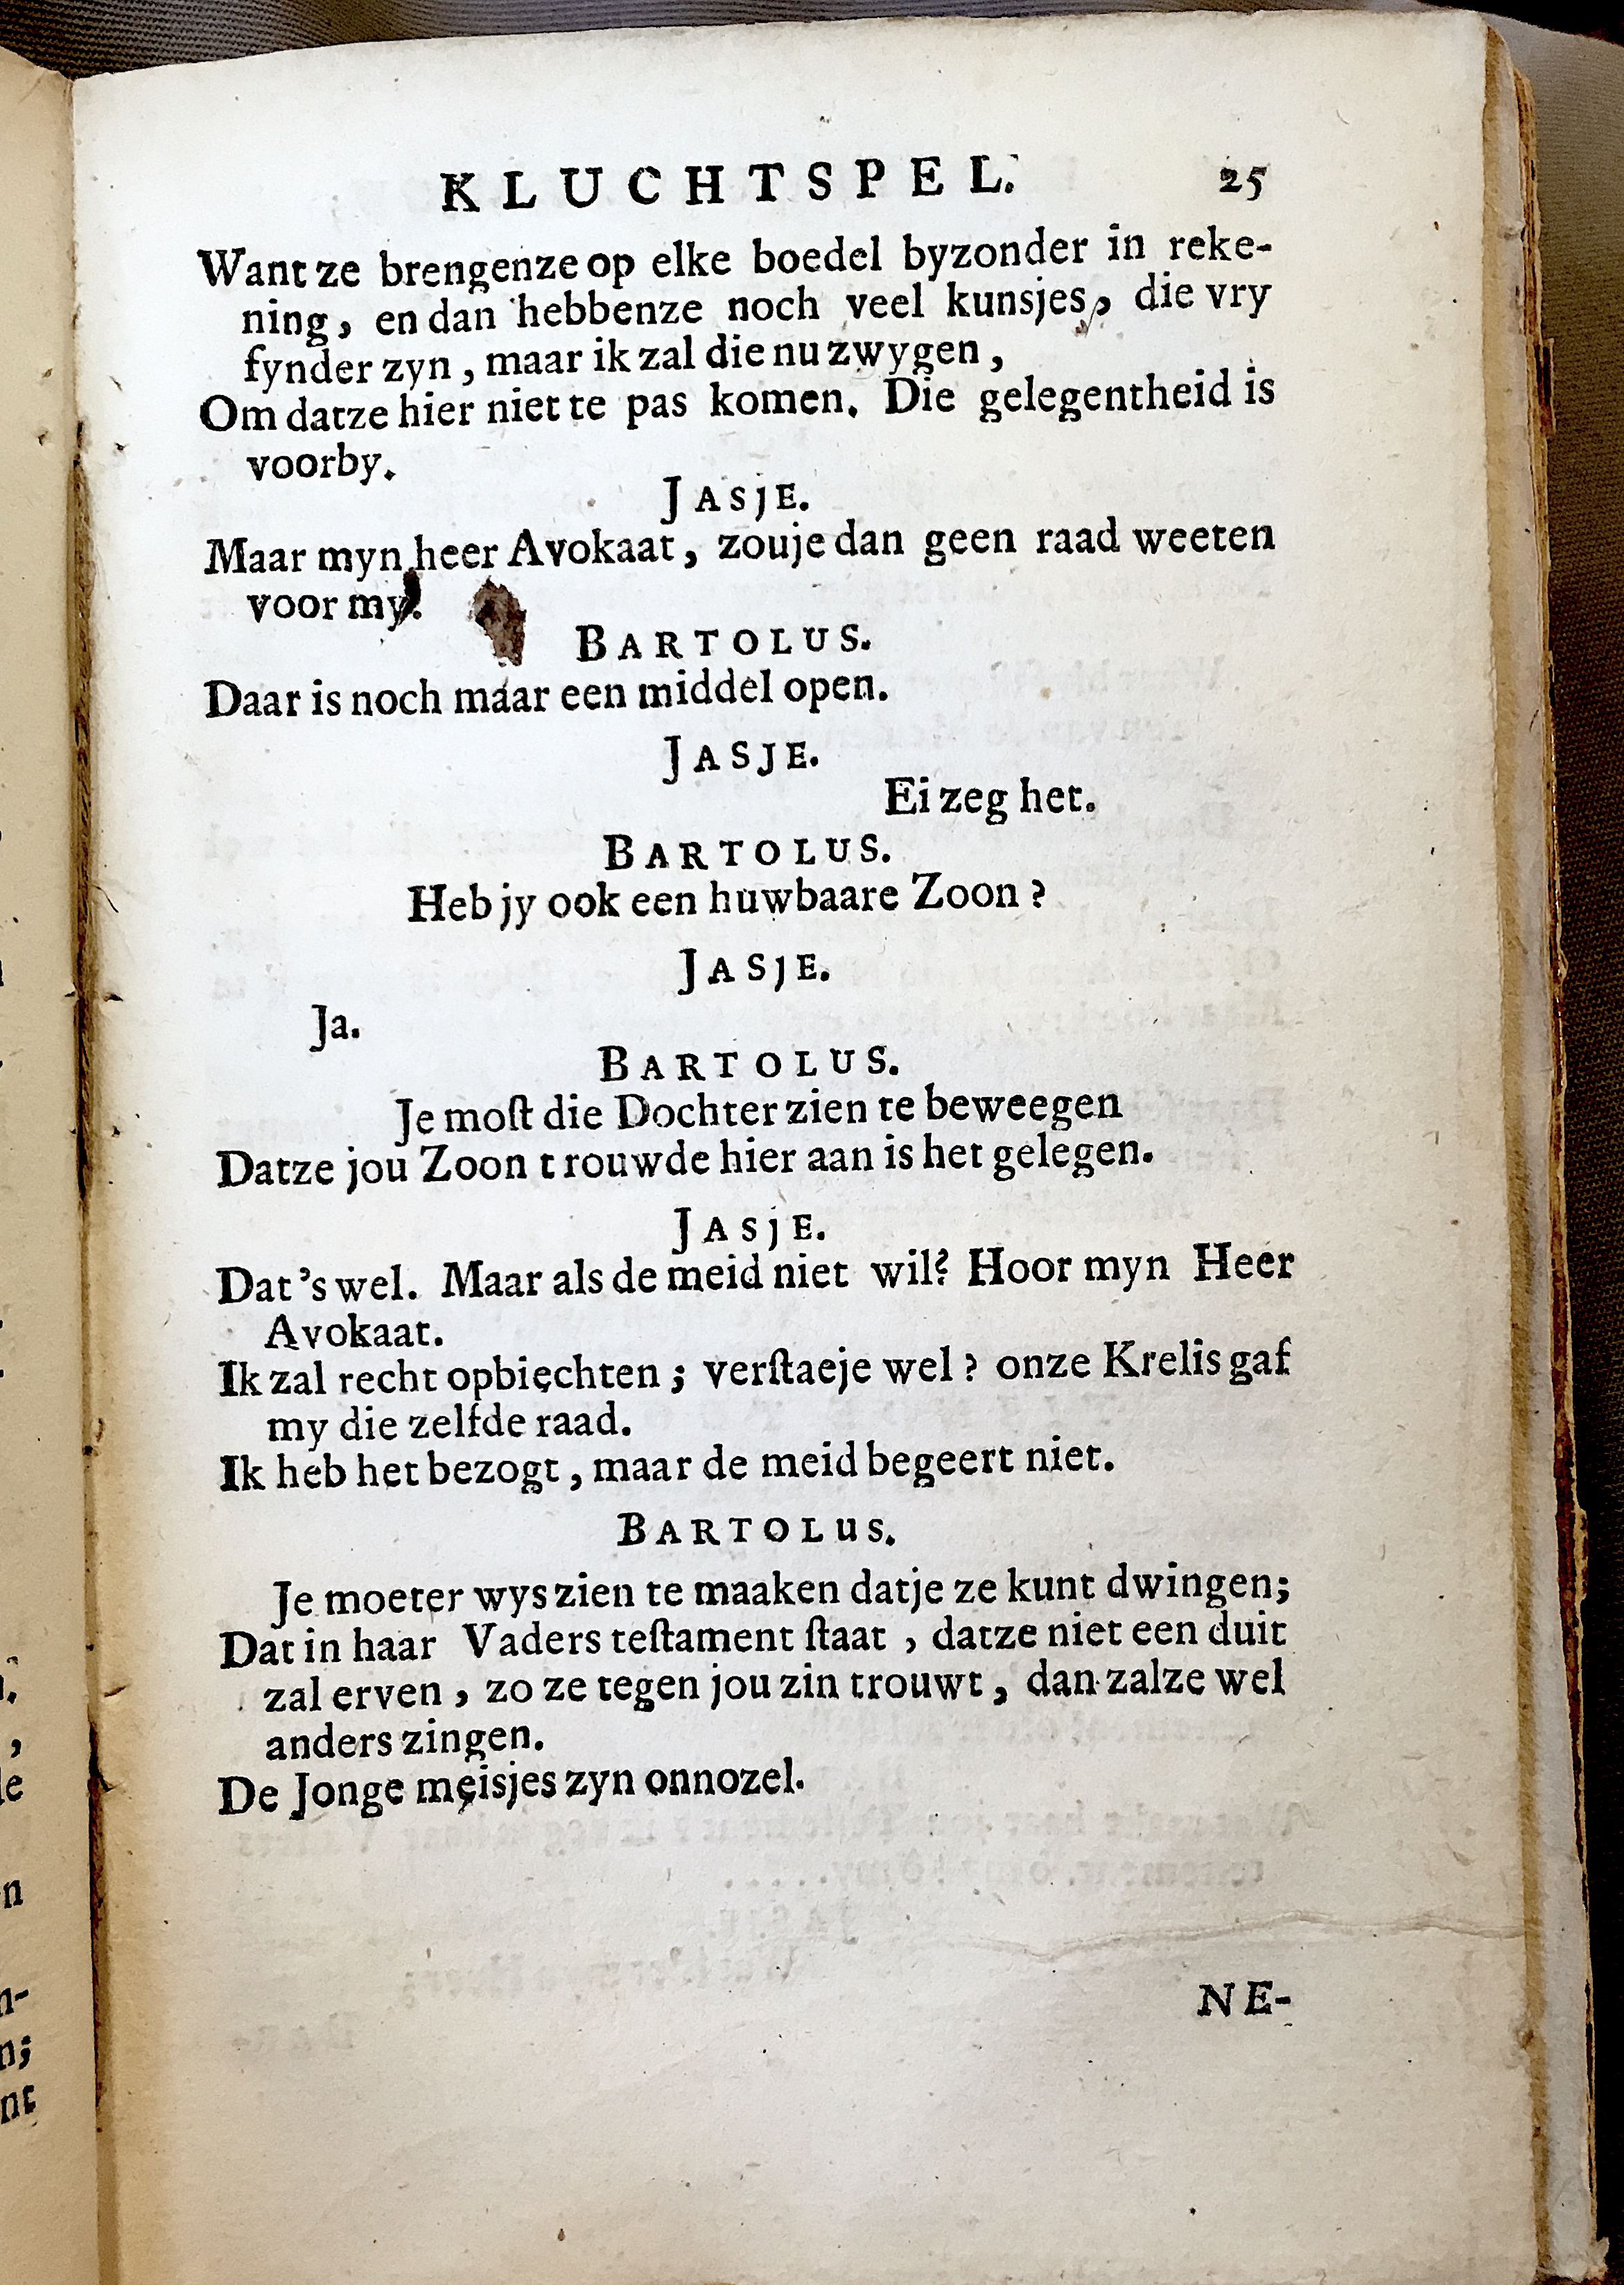 KLUCHTSPEL. 25
Want ze brengenze op elke boedel byzonder in reke-
ning, en dan hebbenze noch veel kunsjes, die vry
fynder zyn, maar ik zal die nu zwygen,
Om datze hier niet te pas komen. Die gelegentheid is
voorby.
JASJE.
Maar myn heer Avokaat, zouje dan geen raad weeten
voor my?
BARTOLUS.
Daar is noch maar een middel open.
JASJE.
Ei zeg het.
BARTOLUS.
Heb jy ook een huwbaare Zoon?
JASJE.
Ja.
BARTOLUS.
Je most die Dochter zien te beweegen
Datze jou Zoon trouwde hier aan is het gelegen.
JASJE.
Dat 's wel. Maar als de meid niet wil? Hoor myn Heer
Avokaat.
Ik zal recht opbiechten; verstaeje wel? onze Krelis gaf
my die zelfde raad.
Ik heb het bezogt, maar de meid begeert niet.
BARTOLUS.
Je moeter wys zien te maaken datje ze kunt dwingen;
Dat in haar Vaders testament staat, datze niet een duit
zal erven, zo ze tegen jou zin trouwt, dan zalze wel
anders zingen.
De Jonge meisjes zyn onnozel.
NE-